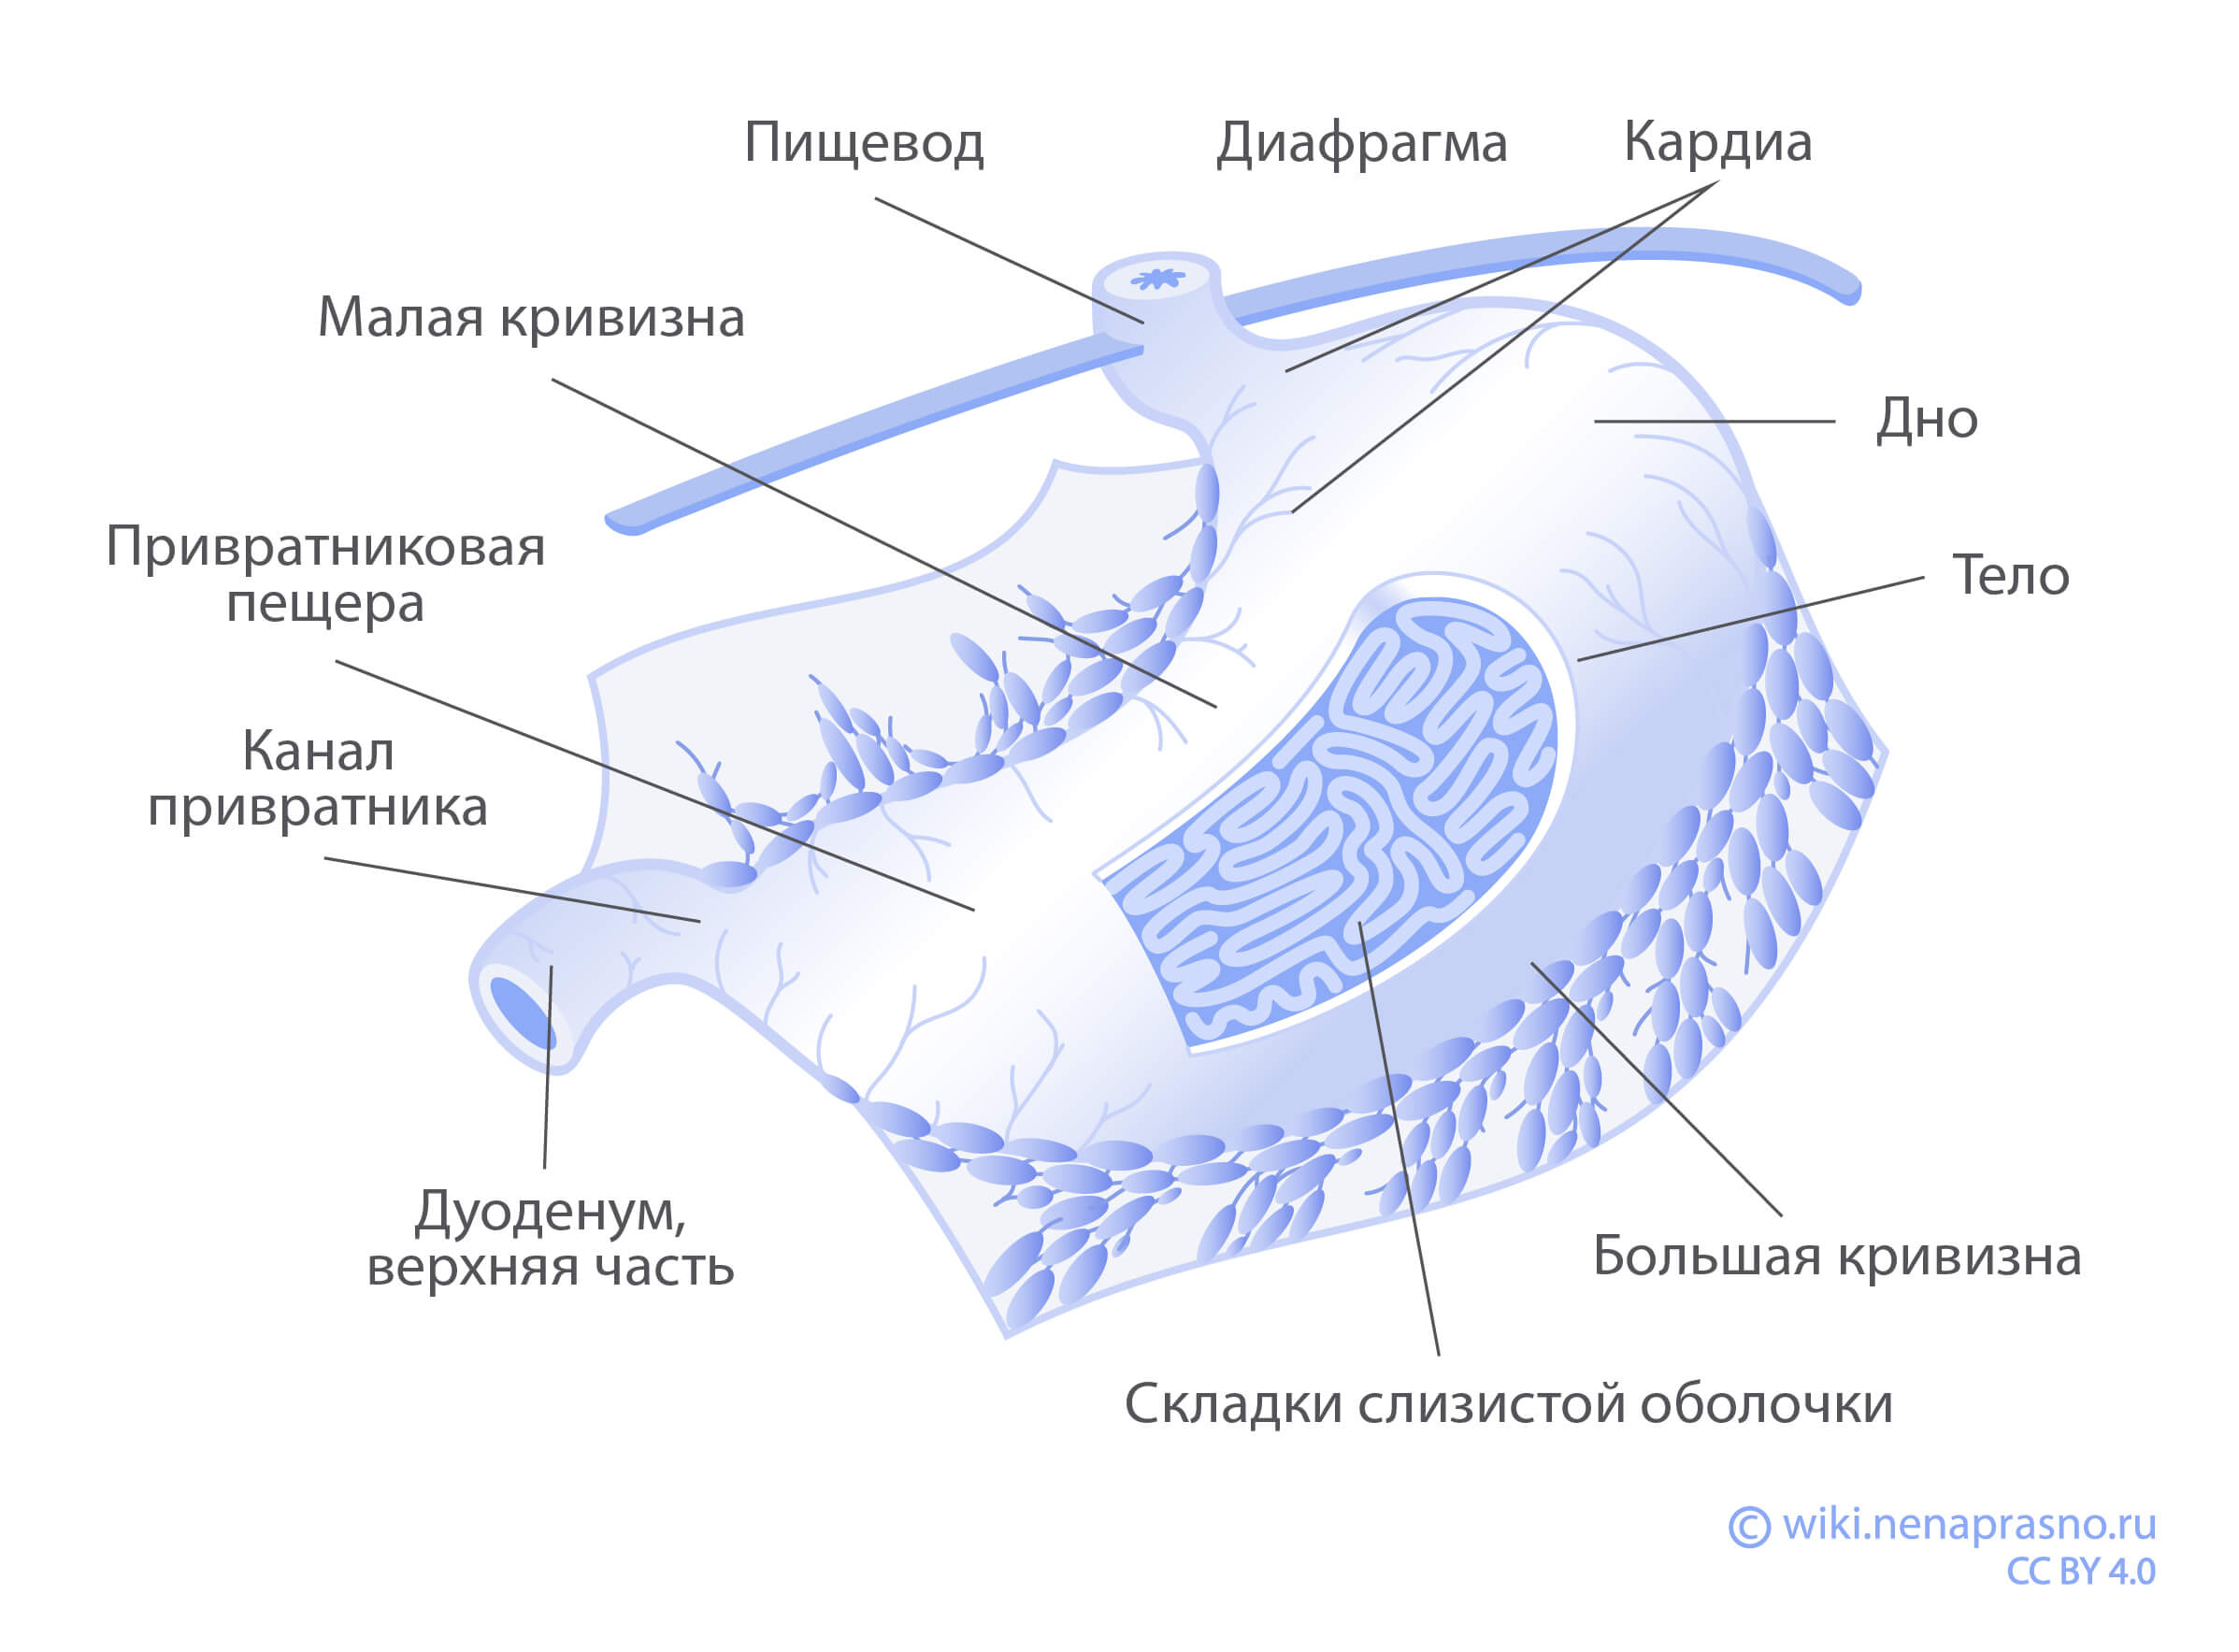 Пищевод
Диафрагма
Кардиа
Малая кривизна
Дно
Привратниковая
пещера
Тело
Канал
привратника
Дуоденум,
верхняя часть
Большая кривизна
Складки слизистой оболочки
© wiki.nenaprasno.ru
CC BY 4.0